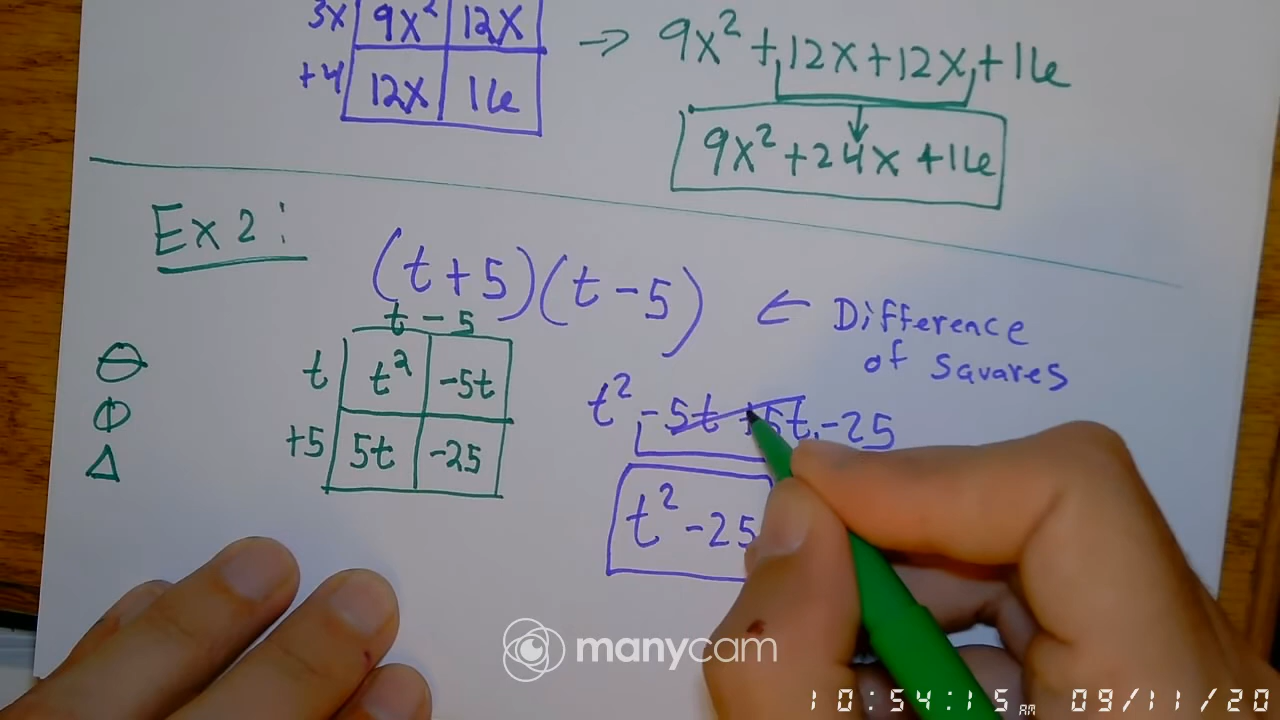 3x 9x² 12x
+4 12x 16
→ 9x² + 12x + 12x + 16
9x² + 24x + 16
Ex 2:
(t + 5)(t - 5) ← Difference
of Squares
t - 5
t t² -5t
+5 5t -25
t² - 5t + 5t - 25
t² - 25
manycam
10:54:15 AM 09/11/20